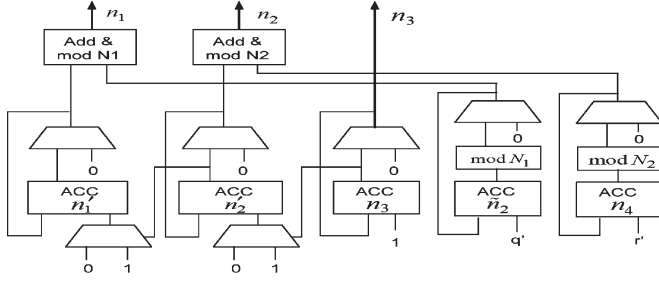 n₁ n₂ n₃
Add & mod N1
Add & mod N2
0 0 0 0 0
mod N₁ mod N₂
ACC n₁′
ACC n₂′
ACC n₃
ACC ñ₂
ACC n₄
1 q' r'
0 1 0 1